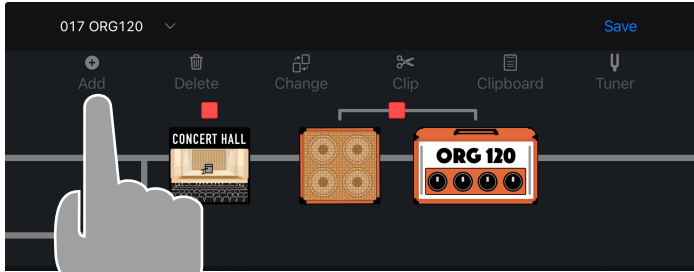 017 ORG120 Save
Add Delete Change Clip Clipboard Tuner
CONCERT HALL
ORG 120